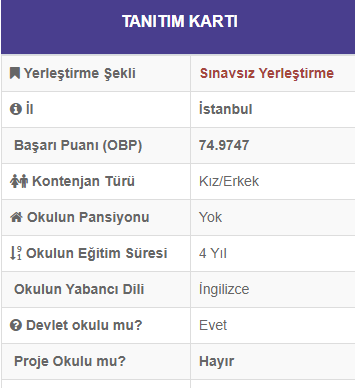 TANITIM KARTI
Yerleştirme Şekli Sınavsız Yerleştirme
İl İstanbul
Başarı Puanı (OBP) 74.9747
Kontenjan Türü Kız/Erkek
Okulun Pansiyonu Yok
Okulun Eğitim Süresi 4 Yıl
Okulun Yabancı Dili İngilizce
Devlet okulu mu? Evet
Proje Okulu mu? Hayır